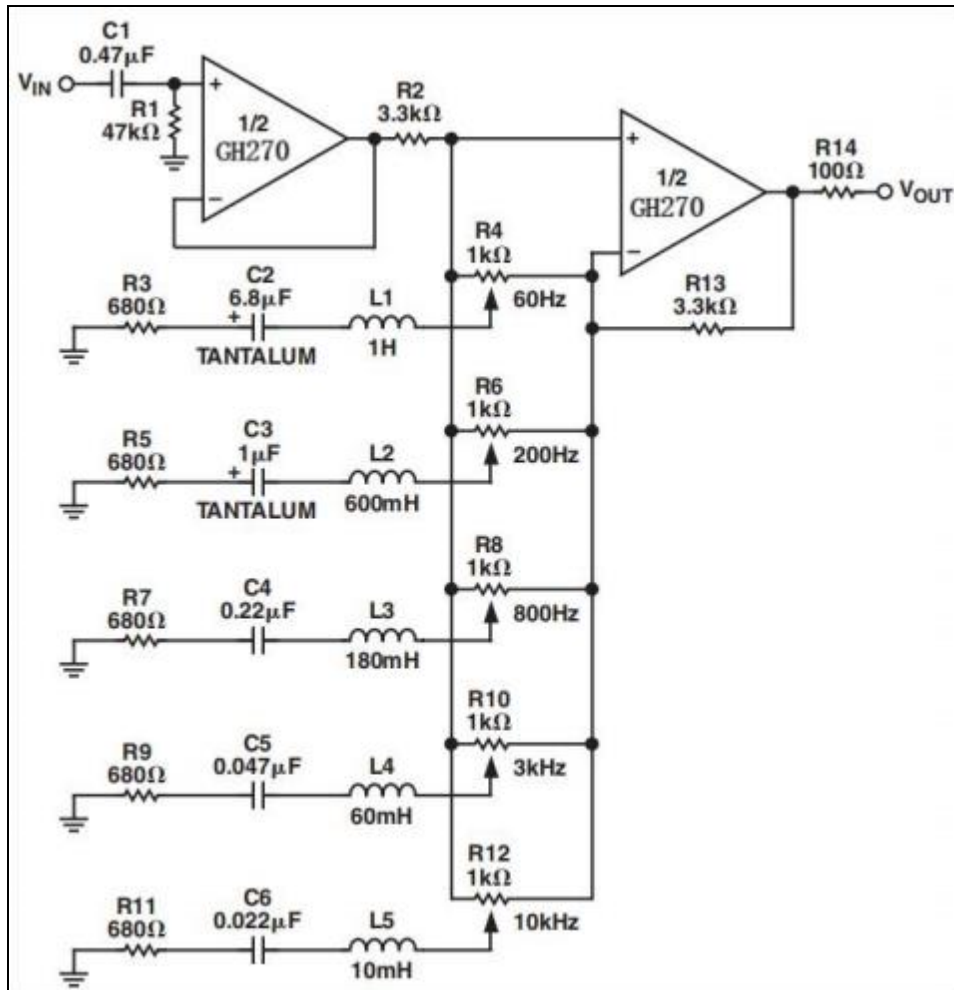 C1
0.47μF
VIN
R1
47kΩ
+
−
1/2
GH270
R2
3.3kΩ
+
−
1/2
GH270
R14
100Ω
VOUT
R13
3.3kΩ
R4
1kΩ
60Hz
R3
680Ω
C2
6.8μF
+
TANTALUM
L1
1H
R6
1kΩ
200Hz
R5
680Ω
C3
1μF
+
TANTALUM
L2
600mH
R8
1kΩ
800Hz
R7
680Ω
C4
0.22μF
L3
180mH
R10
1kΩ
3kHz
R9
680Ω
C5
0.047μF
L4
60mH
R12
1kΩ
10kHz
R11
680Ω
C6
0.022μF
L5
10mH